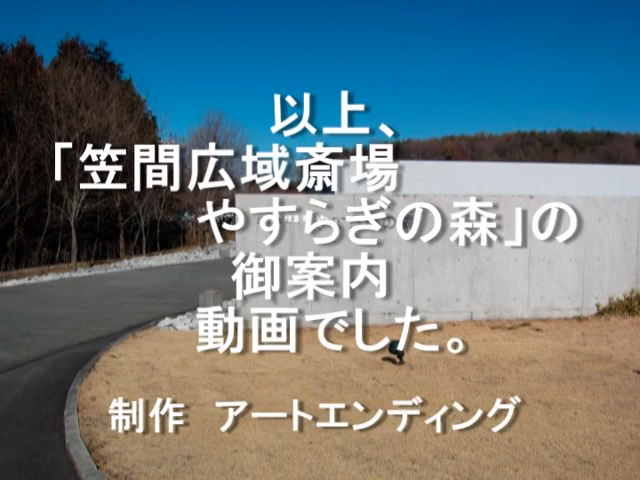 以上、
「笠間広域斎場
やすらぎの森」の
御案内
動画でした。
制作　アートエンディング